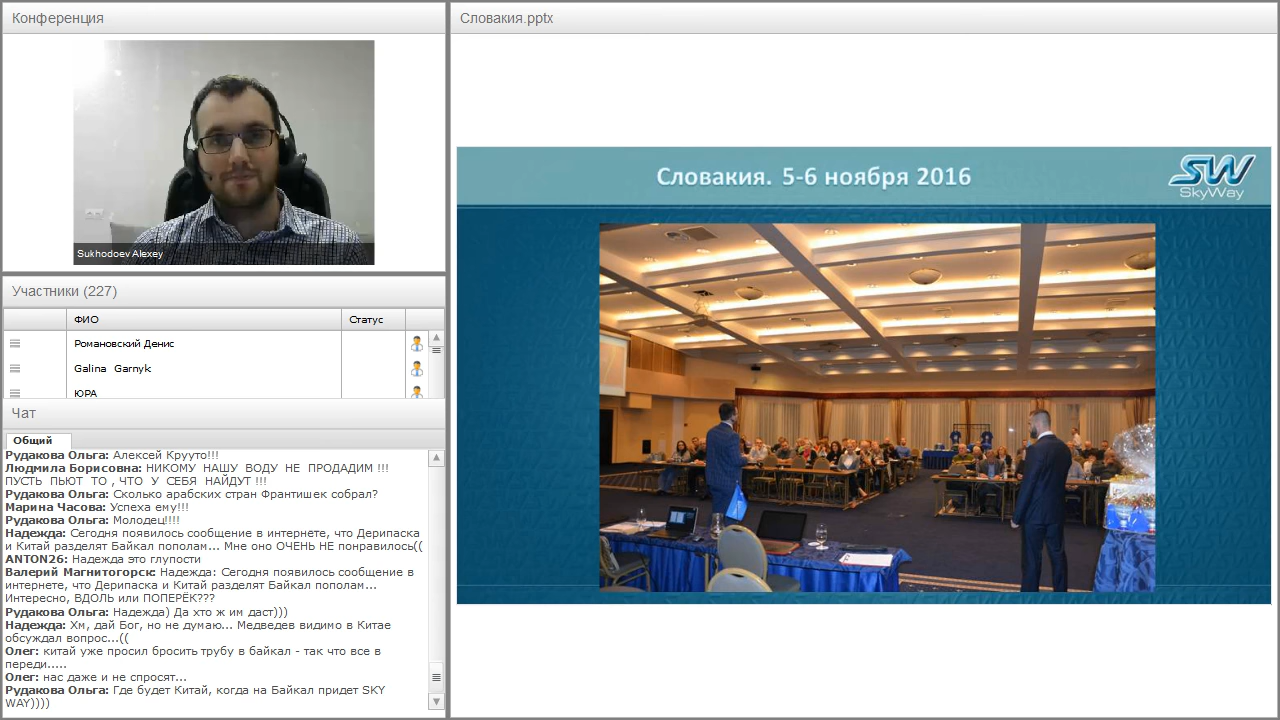 Конференция
Sukhodoev Alexey
Участники (227)
ФИО
Статус
Романовский Денис
Galina Garnyk
ЮРА
Чат
Общий
Рудакова Ольга: Алексей Крууто!!!
Людмила Борисовна: НИКОМУ НАШУ ВОДУ НЕ ПРОДАДИМ !!!
ПУСТЬ ПЬЮТ ТО , ЧТО У СЕБЯ НАЙДУТ !!!
Рудакова Ольга: Сколько арабских стран Франтишек собрал?
Марина Часова: Успеха ему!!!
Рудакова Ольга: Молодец!!!!
Надежда: Сегодня появилось сообщение в интернете, что Дерипаска
и Китай разделят Байкал пополам... Мне оно ОЧЕНЬ НЕ понравилось((
ANTON26: Надежда это глупости
Валерий Магнитогорск: Надежда: Сегодня появилось сообщение в
интернете, что Дерипаска и Китай разделят Байкал пополам...
Интересно, ВДОЛЬ или ПОПЕРЁК???
Рудакова Ольга: Надежда) Да хто ж им даст)))
Надежда: Хм, дай Бог, но не думаю... Медведев видимо в Китае
обсуждал вопрос...((
Олег: китай уже просил бросить трубу в байкал - так что все в
переди.....
Олег: нас даже и не спросят...
Рудакова Ольга: Где будет Китай, когда на Байкал придет SKY
WAY))))
Словакия.pptx
Словакия. 5-6 ноября 2016
SW
SkyWay